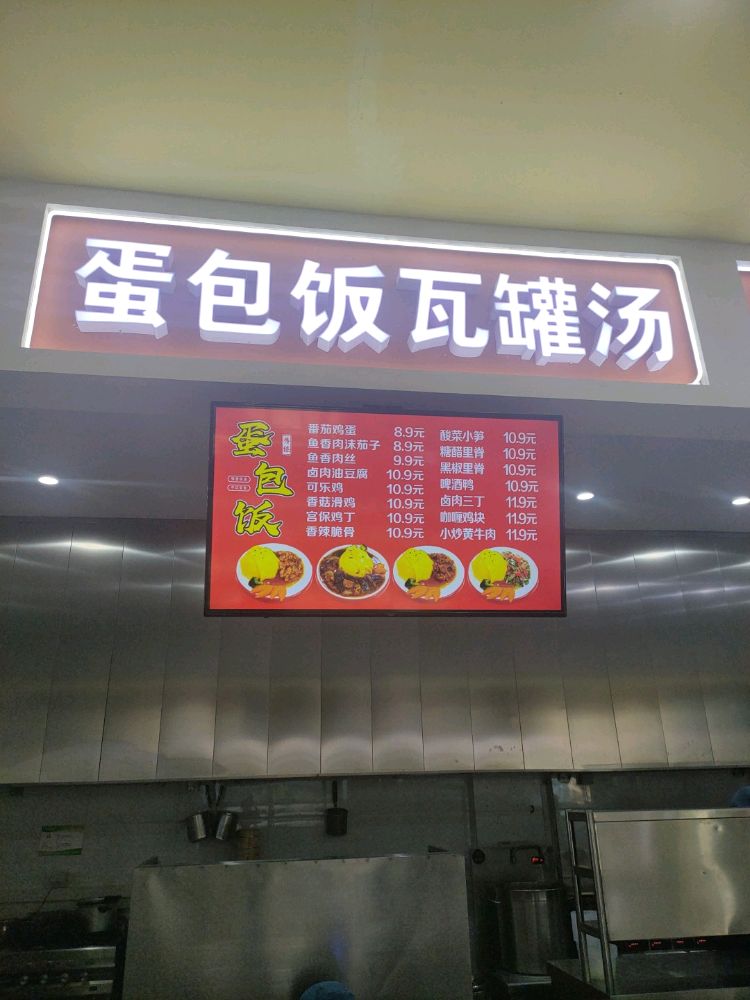 蛋包饭瓦罐汤
蛋包饭
番茄鸡蛋 8.9元
鱼香肉沫茄子 8.9元
鱼香肉丝 9.9元
卤肉油豆腐 10.9元
可乐鸡 10.9元
香菇滑鸡 10.9元
宫保鸡丁 10.9元
香辣脆骨 10.9元
酸菜小笋 10.9元
糖醋里脊 10.9元
黑椒里脊 10.9元
啤酒鸭 10.9元
卤肉三丁 11.9元
咖喱鸡块 11.9元
小炒黄牛肉 11.9元